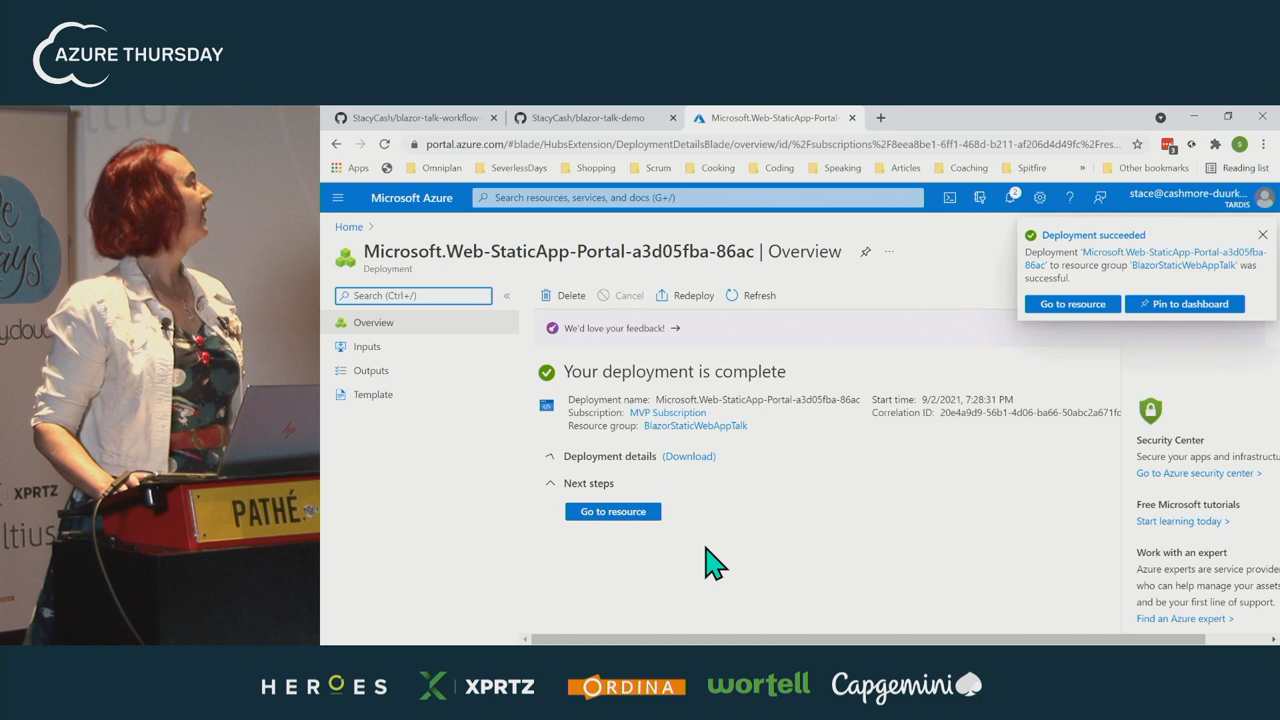 AZURE THURSDAY
StacyCash/blazor-talk-workflow-
StacyCash/blazor-talk-demo
Microsoft.Web-StaticApp-Portal-
portal.azure.com/#blade/HubsExtension/DeploymentDetailsBlade/overview/id/%2Fsubscriptions%2F8eea8be1-6ff1-468d-b211-af206d4d49fc%2Fres...
Apps
Omniplan
SeverlessDays
Shopping
Scrum
Cooking
Coding
Speaking
Articles
Coaching
Spitfire
»
Other bookmarks
Reading list
Microsoft Azure
Search resources, services, and docs (G+/)
2
stace@cashmore-duurk...
TARDIS
Home >
Microsoft.Web-StaticApp-Portal-a3d05fba-86ac | Overview
Deployment
Search (Ctrl+/)
«
Delete
Cancel
Redeploy
Refresh
Overview
Inputs
Outputs
Template
We'd love your feedback! →
Your deployment is complete
Deployment name: Microsoft.Web-StaticApp-Portal-a3d05fba-86ac
Subscription: MVP Subscription
Resource group: BlazorStaticWebAppTalk
Start time: 9/2/2021, 7:28:31 PM
Correlation ID: 20e4a9d9-56b1-4d06-ba66-50abc2a671fd
Deployment details (Download)
Next steps
Go to resource
Deployment succeeded
Deployment 'Microsoft.Web-StaticApp-Portal-a3d05fba-
86ac' to resource group 'BlazorStaticWebAppTalk' was
successful.
Go to resource
Pin to dashboard
Security Center
Secure your apps and infrastructu
Go to Azure security center >
Free Microsoft tutorials
Start learning today >
Work with an expert
Azure experts are service provide
who can help manage your assets
and be your first line of support.
Find an Azure expert >
XPRTZ
ltius
PATHÉ
hp
HEROES
XPRTZ
ORDINA
wortell
Capgemini